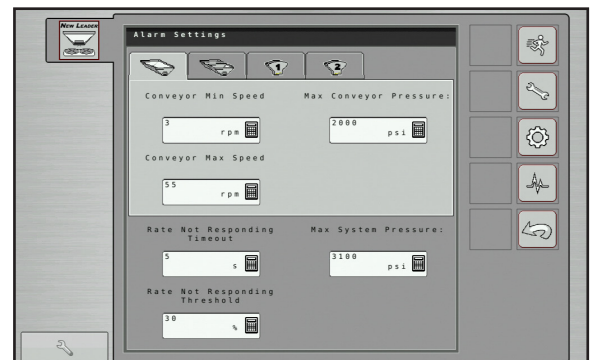 NEW LEADER
Alarm Settings
1
2
Conveyor Min Speed
Max Conveyor Pressure:
3
rpm
2000
psi
Conveyor Max Speed
55
rpm
Rate Not Responding
Timeout
Max System Pressure:
5
s
3100
psi
Rate Not Responding
Threshold
30
%